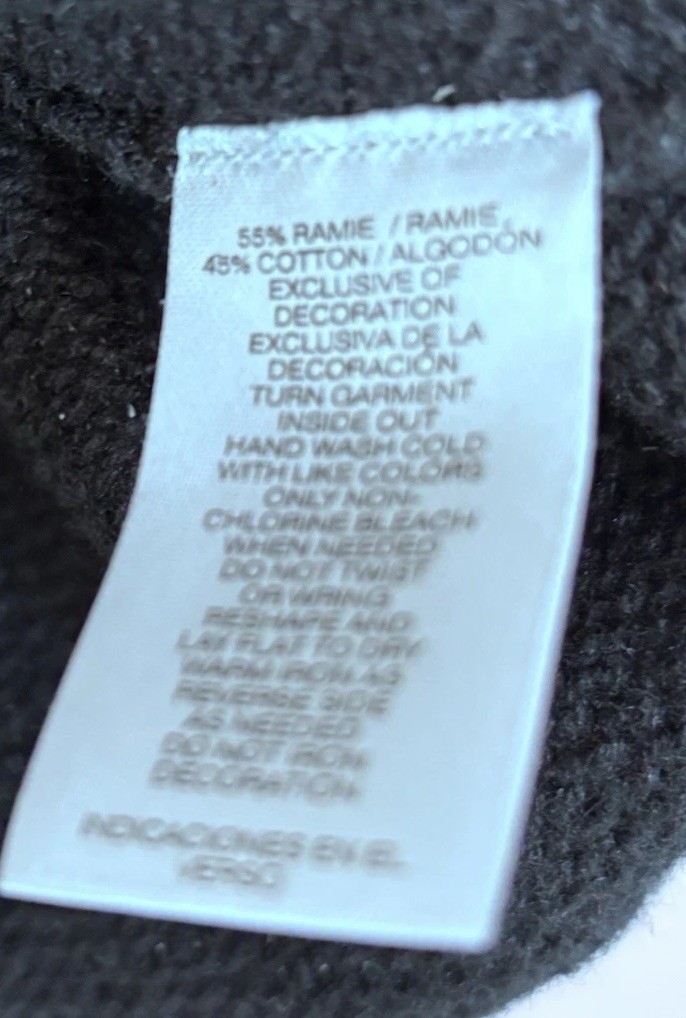 55% RAMIE / RAMIE
45% COTTON / ALGODÓN
EXCLUSIVE OF
DECORATION
EXCLUSIVA DE LA
DECORACIÓN
TURN GARMENT
INSIDE OUT
HAND WASH COLD
WITH LIKE COLORS
ONLY NON-
CHLORINE BLEACH
WHEN NEEDED
DO NOT TWIST
OR WRING
RESHAPE AND
LAY FLAT TO DRY
WARM IRON AS
REVERSE SIDE
AS NEEDED
DO NOT IRON
DECORATION
INDICACIONES EN EL
VERSO